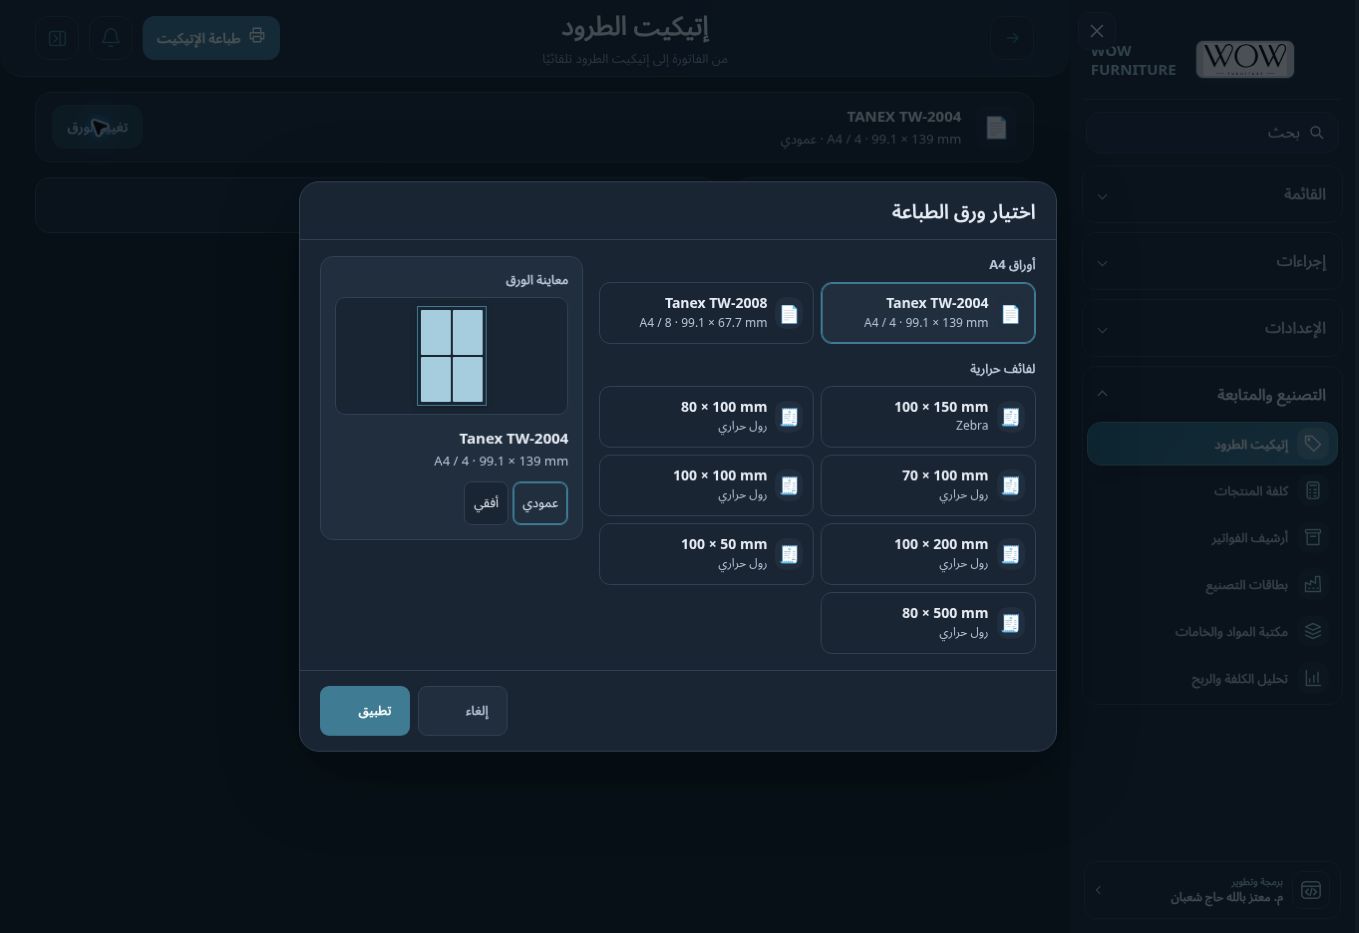 إتيكيت الطرود
من الفاتورة إلى إتيكيت الطرود تلقائيًا
طباعة الإتيكيت
WOW
FURNITURE
WOW
بحث
القائمة
إجراءات
الإعدادات
التصنيع والمتابعة
إتيكيت الطرود
كلفة المنتجات
أرشيف الفواتير
بطاقات التصنيع
مكتبة المواد والخامات
تحليل الكلفة والربح
برمجة وتطوير
م. معتز بالله حاج شعبان
TANEX TW-2004
A4 / 4 · 99.1 × 139 mm · عمودي
تغيير الورق
اختيار ورق الطباعة
أوراق A4
Tanex TW-2004
A4 / 4 · 99.1 × 139 mm
Tanex TW-2008
A4 / 8 · 99.1 × 67.7 mm
لفائف حرارية
100 × 150 mm
Zebra
80 × 100 mm
رول حراري
70 × 100 mm
رول حراري
100 × 100 mm
رول حراري
100 × 200 mm
رول حراري
100 × 50 mm
رول حراري
80 × 500 mm
رول حراري
معاينة الورق
Tanex TW-2004
A4 / 4 · 99.1 × 139 mm
عمودي
أفقي
إلغاء
تطبيق